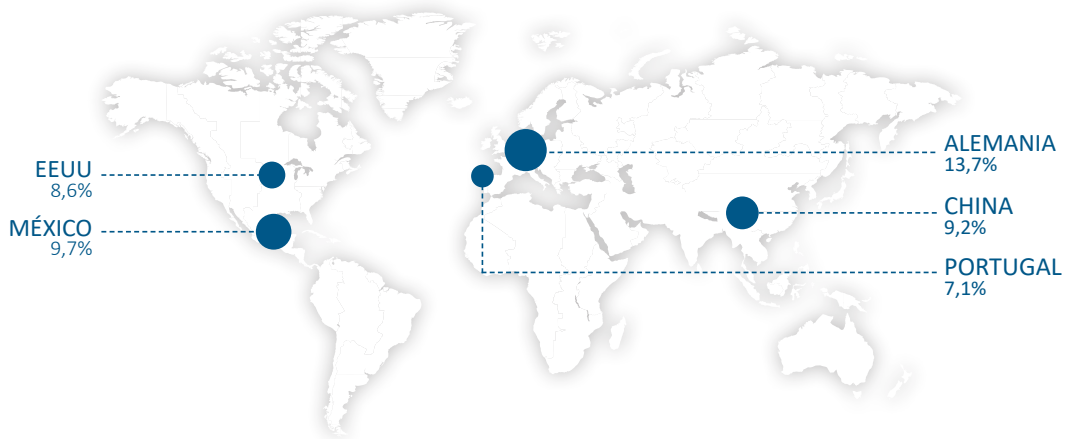 EEUU
8,6%
MÉXICO
9,7%
ALEMANIA
13,7%
CHINA
9,2%
PORTUGAL
7,1%